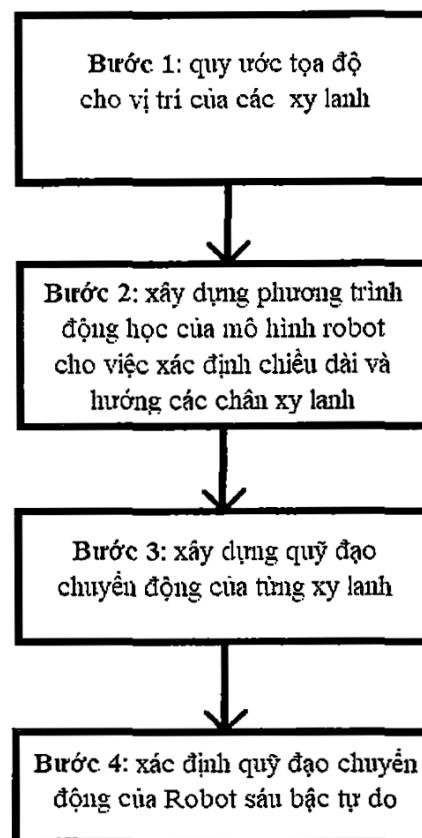 Bước 1: quy ước tọa độ
cho vị trí của các xy lanh
Bước 2: xây dựng phương trình
động học của mô hình robot
cho việc xác định chiều dài và
hướng các chân xy lanh
Bước 3: xây dựng quỹ đạo
chuyển động của từng xy lanh
Bước 4: xác định quỹ đạo chuyển
động của Robot sáu bậc tự do